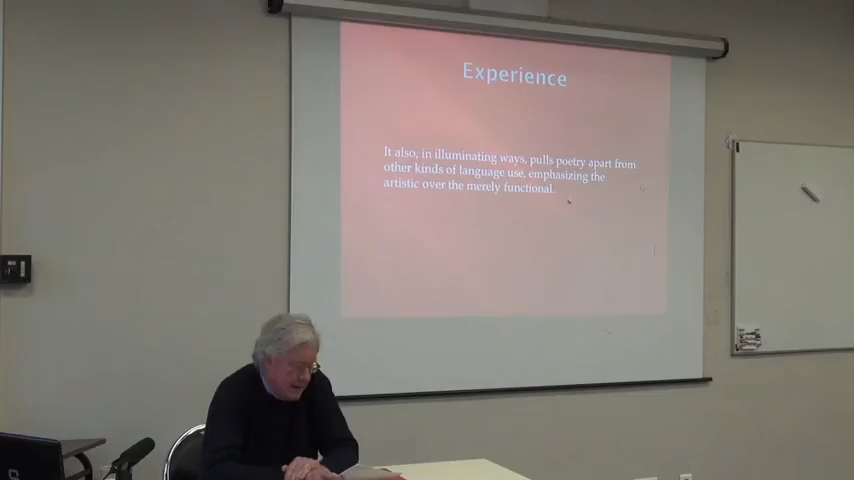 Experience
It also, in illuminating ways, pulls poetry apart from
other kinds of language use, emphasizing the
artistic over the merely functional.